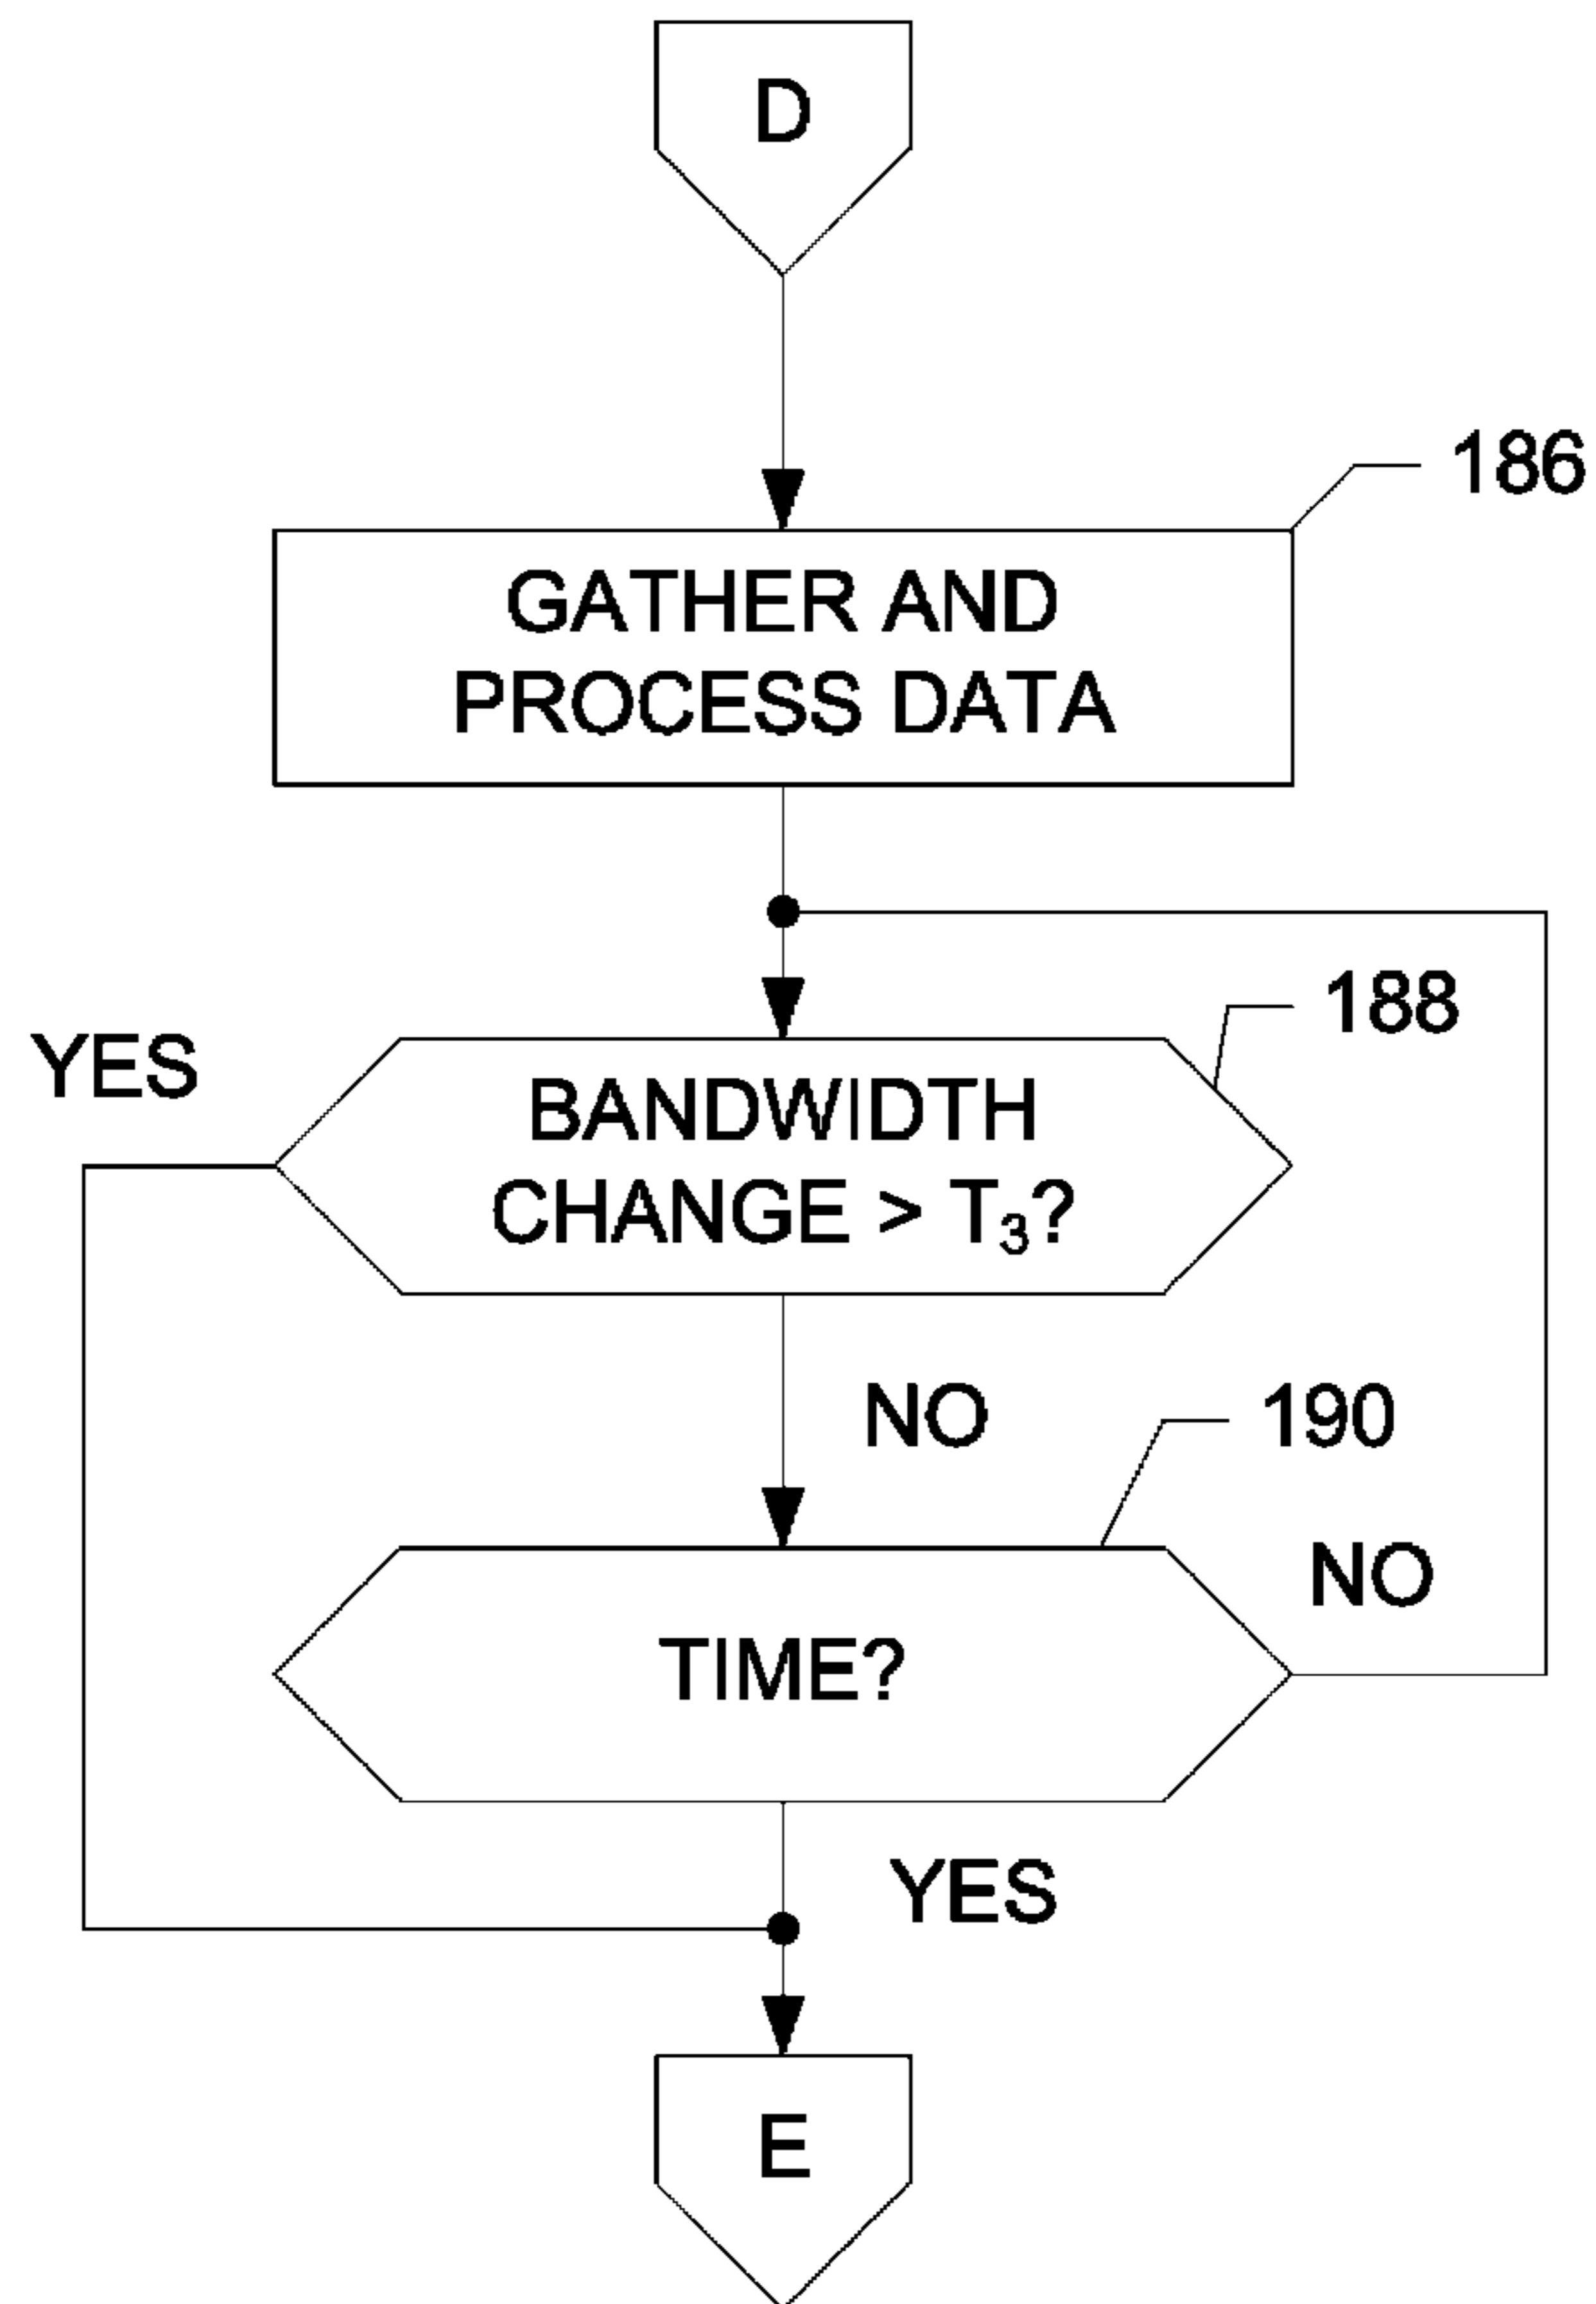 D
186
GATHER AND
PROCESS DATA
188
YES
BANDWIDTH
CHANGE > T₃?
NO
190
NO
TIME?
YES
E